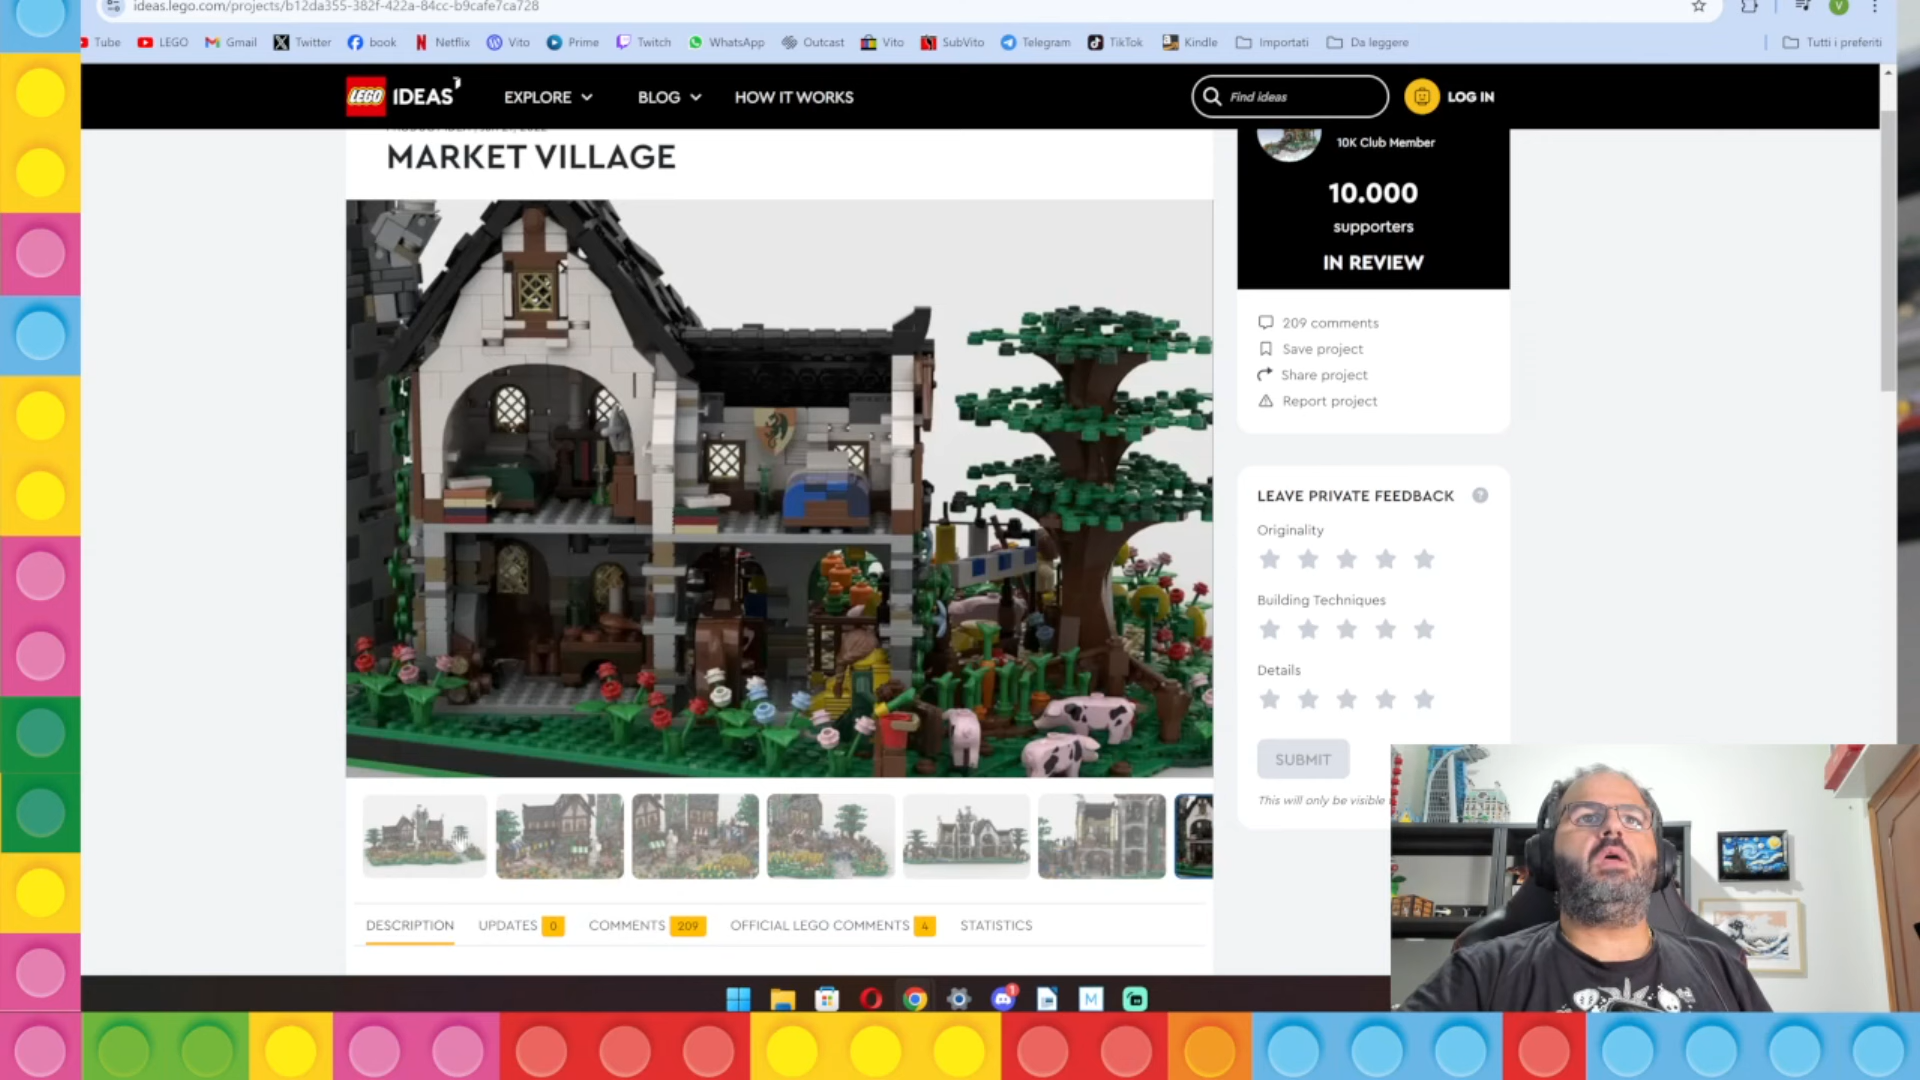 ideas.lego.com/projects/b12da355-382f-422a-84cc-b9cafe7ca728
V
Tube LEGO Gmail Twitter book Netflix Vito Prime Twitch WhatsApp Outcast Vito SubVito Telegram TikTok Kindle Importati Da leggere Tutti i preferiti
LEGO IDEAS EXPLORE BLOG HOW IT WORKS Find ideas LOG IN
MARKET VILLAGE
10K Club Member
10.000
supporters
IN REVIEW
209 comments
Save project
Share project
Report project
LEAVE PRIVATE FEEDBACK ?
Originality
Building Techniques
Details
SUBMIT
This will only be visible
DESCRIPTION UPDATES 0 COMMENTS 209 OFFICIAL LEGO COMMENTS 4 STATISTICS
1
M